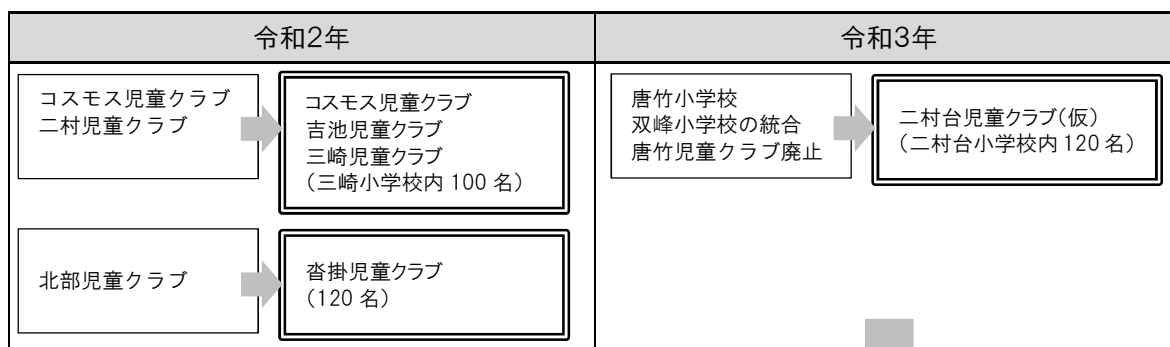 令和2年
令和3年
コスモス児童クラブ
二村児童クラブ
コスモス児童クラブ
吉池児童クラブ
三崎児童クラブ
（三崎小学校内 100 名）
北部児童クラブ
沓掛児童クラブ
（120 名）
唐竹小学校
双峰小学校の統合
唐竹児童クラブ廃止
二村台児童クラブ（仮）
（二村台小学校内 120 名）